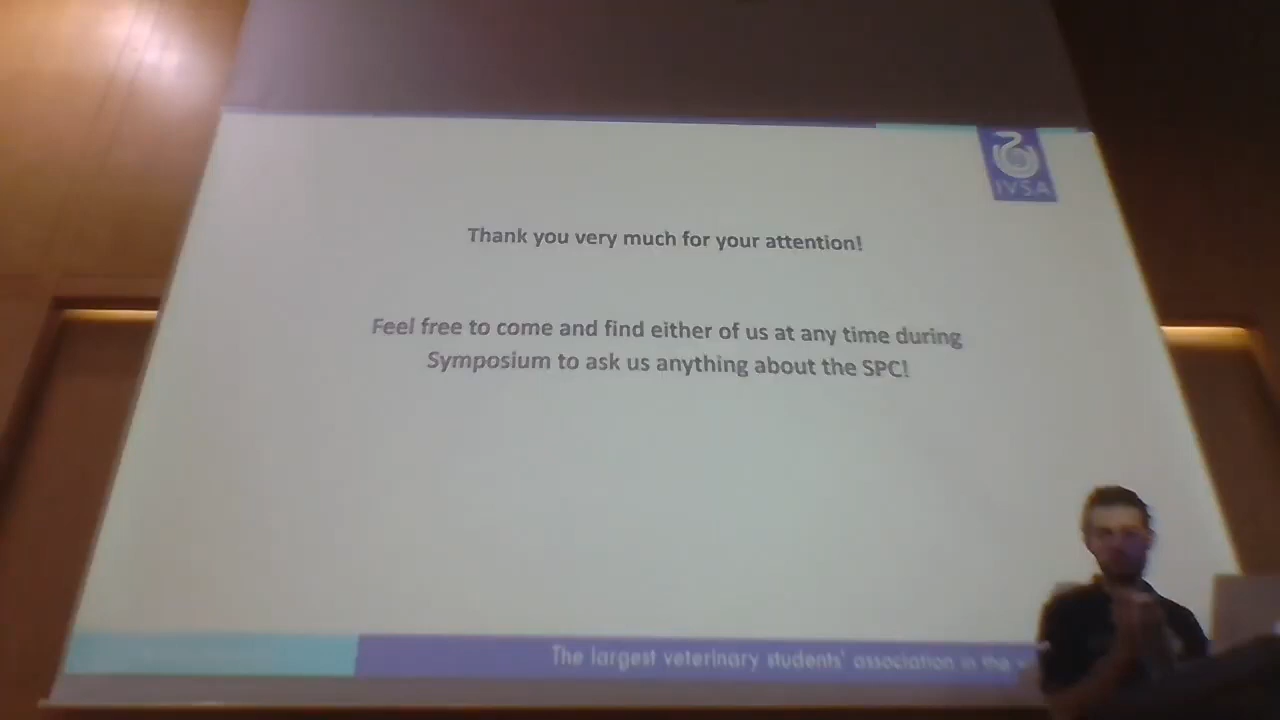 IVSA
Thank you very much for your attention!
Feel free to come and find either of us at any time during
Symposium to ask us anything about the SPC!
The largest veterinary students' association in the